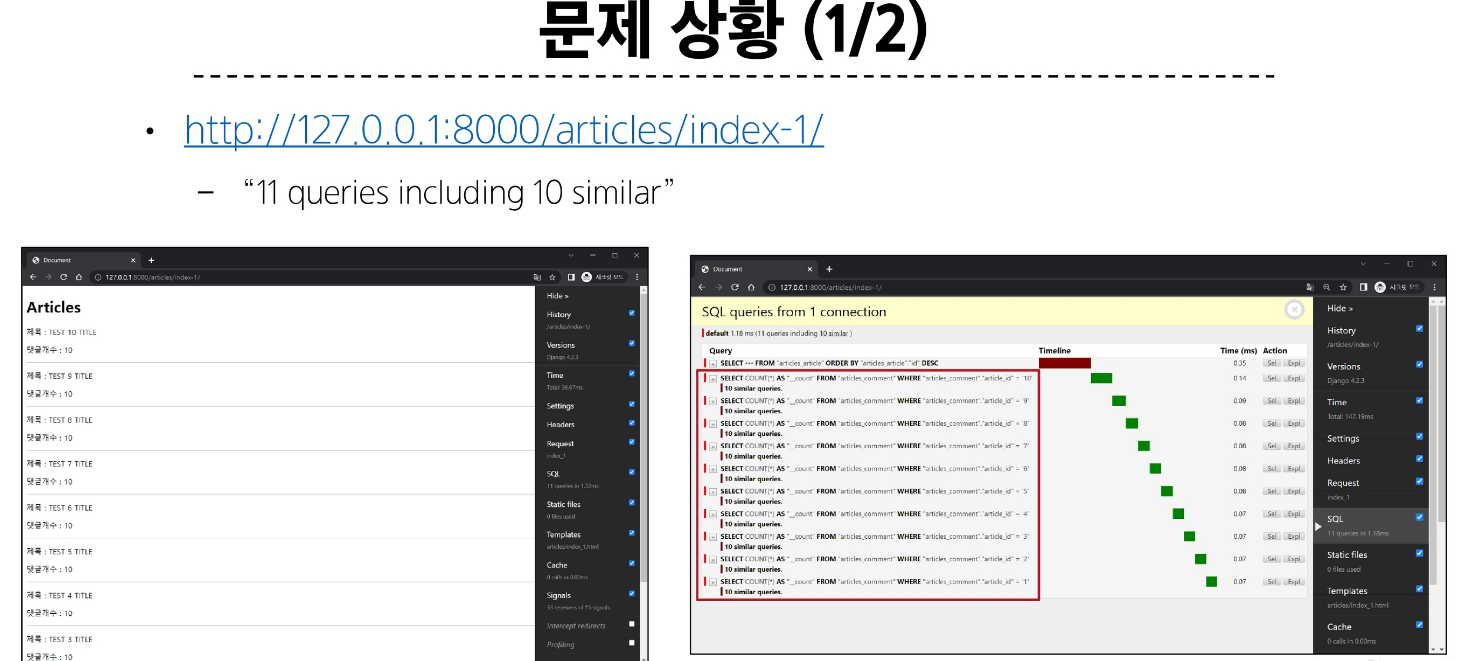 문제 상황 (1/2)
• http://127.0.0.1:8000/articles/index-1/
– “11 queries including 10 similar”
Document
127.0.0.1:8000/articles/index-1/
시크릿 모드
Articles
제목 : TEST 10 TITLE
댓글개수 : 10
제목 : TEST 9 TITLE
댓글개수 : 10
제목 : TEST 8 TITLE
댓글개수 : 10
제목 : TEST 7 TITLE
댓글개수 : 10
제목 : TEST 6 TITLE
댓글개수 : 10
제목 : TEST 5 TITLE
댓글개수 : 10
제목 : TEST 4 TITLE
댓글개수 : 10
제목 : TEST 3 TITLE
댓글개수 : 10
Hide »
History
/articles/index-1/
Versions
Django 4.2.3
Time
Total: 26.67ms
Settings
Headers
Request
index_1
SQL
11 queries in 1.32ms
Static files
0 files used
Templates
articles/index_1.html
Cache
0 calls in 0.00ms
Signals
33 receivers of 15 signals
Intercept redirects
Profiling
Document
127.0.0.1:8000/articles/index-1/
시크릿 모드
SQL queries from 1 connection
default 1.18 ms (11 queries including 10 similar )
Query Timeline Time (ms) Action
SELECT ••• FROM "articles_article" ORDER BY "articles_article"."id" DESC 0.35 Sel Expl
SELECT COUNT(*) AS "__count" FROM "articles_comment" WHERE "articles_comment"."article_id" = '10' 0.14 Sel Expl
10 similar queries.
SELECT COUNT(*) AS "__count" FROM "articles_comment" WHERE "articles_comment"."article_id" = '9' 0.09 Sel Expl
10 similar queries.
SELECT COUNT(*) AS "__count" FROM "articles_comment" WHERE "articles_comment"."article_id" = '8' 0.08 Sel Expl
10 similar queries.
SELECT COUNT(*) AS "__count" FROM "articles_comment" WHERE "articles_comment"."article_id" = '7' 0.08 Sel Expl
10 similar queries.
SELECT COUNT(*) AS "__count" FROM "articles_comment" WHERE "articles_comment"."article_id" = '6' 0.08 Sel Expl
10 similar queries.
SELECT COUNT(*) AS "__count" FROM "articles_comment" WHERE "articles_comment"."article_id" = '5' 0.08 Sel Expl
10 similar queries.
SELECT COUNT(*) AS "__count" FROM "articles_comment" WHERE "articles_comment"."article_id" = '4' 0.07 Sel Expl
10 similar queries.
SELECT COUNT(*) AS "__count" FROM "articles_comment" WHERE "articles_comment"."article_id" = '3' 0.07 Sel Expl
10 similar queries.
SELECT COUNT(*) AS "__count" FROM "articles_comment" WHERE "articles_comment"."article_id" = '2' 0.07 Sel Expl
10 similar queries.
SELECT COUNT(*) AS "__count" FROM "articles_comment" WHERE "articles_comment"."article_id" = '1' 0.07 Sel Expl
10 similar queries.
Hide »
History
/articles/index-1/
Versions
Django 4.2.3
Time
Total: 147.19ms
Settings
Headers
Request
index_1
SQL
11 queries in 1.18ms
Static files
0 files used
Templates
articles/index_1.html
Cache
0 calls in 0.00ms